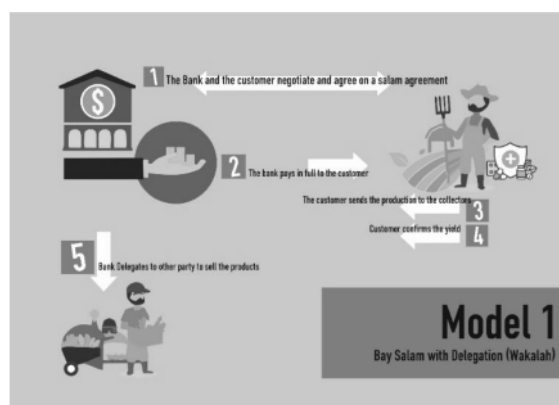 1 The Bank and the customer negotiate and agree on a salam agreement
$
2 The bank pays in full to the customer
The customer sends the production to the collectors 3
Customer confirms the yield 4
5 Bank Delegates to other party to sell the products
Model 1
Bay Salam with Delegation (Wakalah)